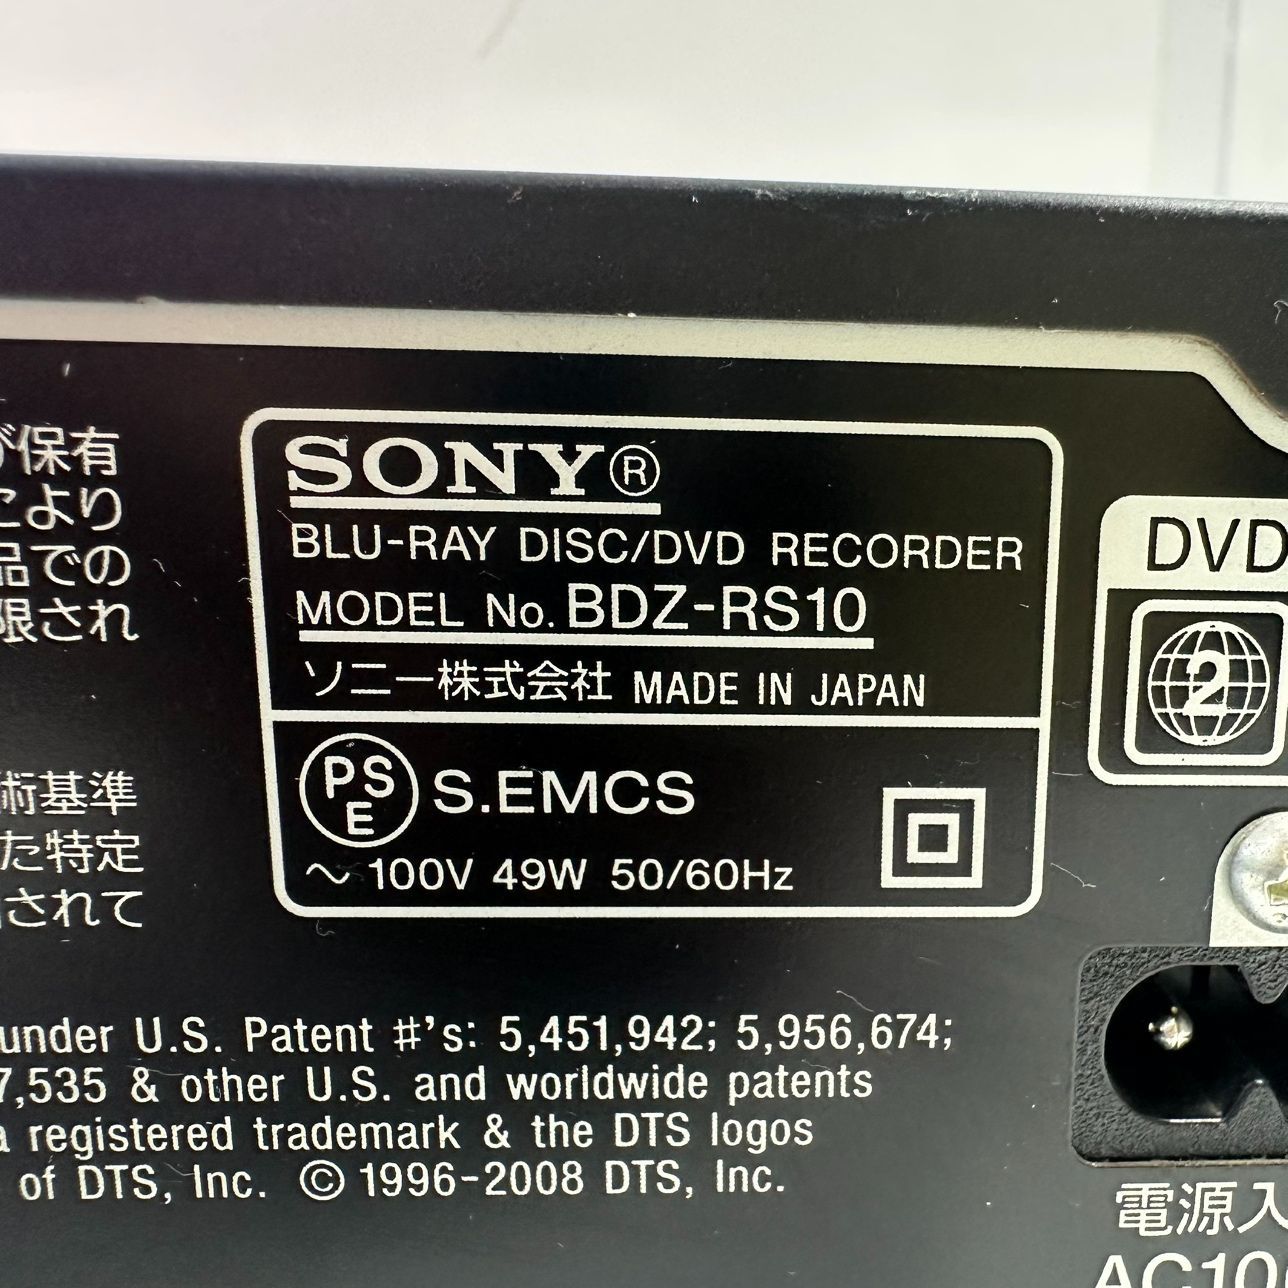 保有
により
品での
限され
術基準
た特定
されて
SONY®
BLU-RAY DISC/DVD RECORDER
MODEL No. BDZ-RS10
ソニー株式会社 MADE IN JAPAN
PSE S.EMCS
～ 100V 49W 50/60Hz
DVD
2
under U.S. Patent #'s: 5,451,942; 5,956,674;
7,535 & other U.S. and worldwide patents
a registered trademark & the DTS logos
of DTS, Inc. © 1996-2008 DTS, Inc.
電源入
AC10